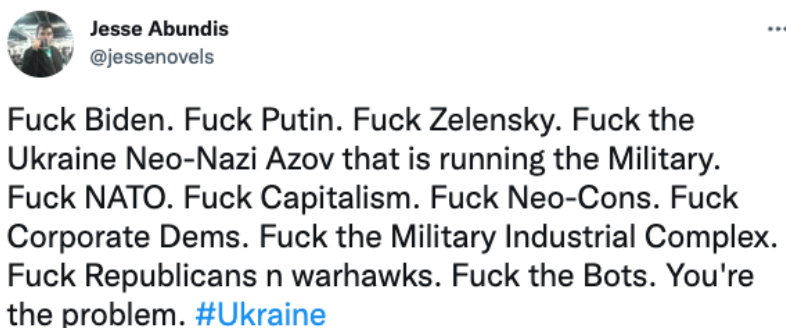 Jesse Abundis
@jessenovels
Fuck Biden. Fuck Putin. Fuck Zelensky. Fuck the
Ukraine Neo-Nazi Azov that is running the Military.
Fuck NATO. Fuck Capitalism. Fuck Neo-Cons. Fuck
Corporate Dems. Fuck the Military Industrial Complex.
Fuck Republicans n warhawks. Fuck the Bots. You're
the problem. #Ukraine